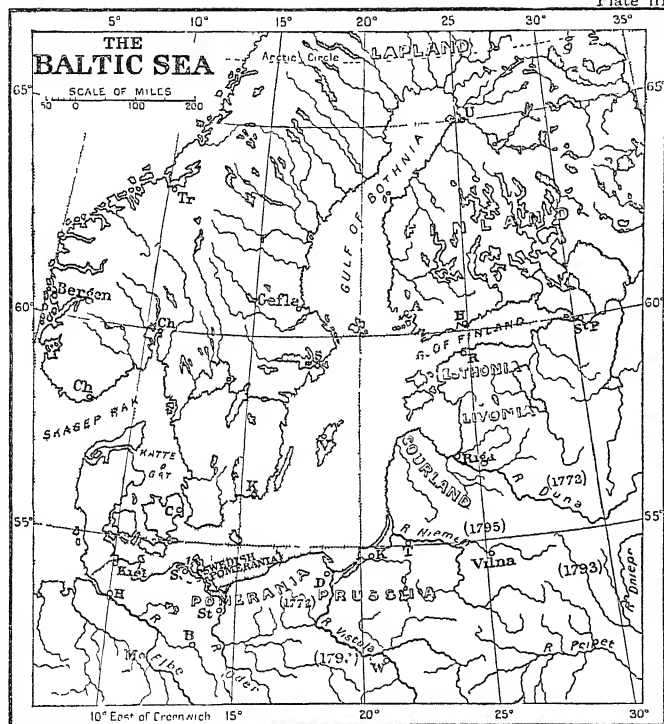 Plate III
5° 10° 15° 20° 25° 30° 35°
THE
BALTIC SEA
SCALE OF MILES
50 0 100 200
Arctic Circle
LAPLAND
65° 65°
U
GULF OF BOTHNIA
Tr
FINLAND
Bergen
Gefle
A
60° 60°
Ch
H
G. OF FINLAND
St P
S
R
ESTHONIA
Ch
LIVONIA
SKAGER RAK
KATTE
GAT
COURLAND
Riga
(1772)
R Duna
K
Co
55° 55°
R Niemen
(1795)
K
T
Vilna
(1793)
R Dnieper
Kiel
S
SWEDISH
POMERANIA
D
H
POMERANIA
(1772)
PRUSSIA
St
R
B
R Vistula
R Pripet
M
Elbe
R Oder
W
10° East of Greenwich 15° 20° 25° 30°